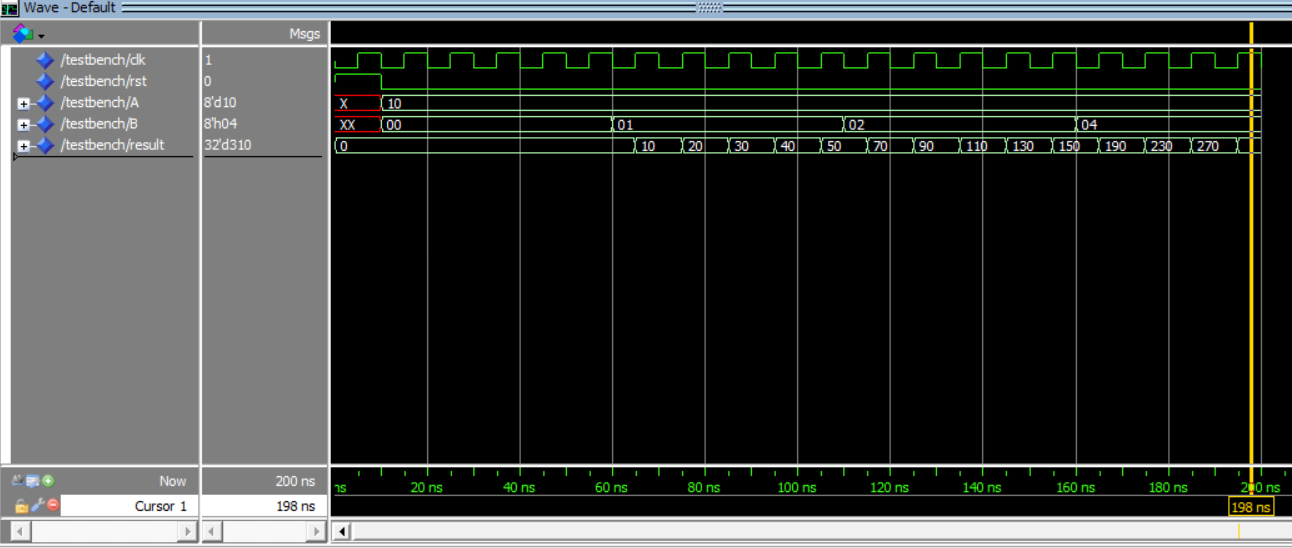 Wave - Default
Msgs
/testbench/clk 1
/testbench/rst 0
/testbench/A 8'd10 X 10
/testbench/B 8'h04 XX 00 01 02 04
/testbench/result 32'd310 0 10 20 30 40 50 70 90 110 130 150 190 230 270
Now 200 ns ns 20 ns 40 ns 60 ns 80 ns 100 ns 120 ns 140 ns 160 ns 180 ns 200 ns
Cursor 1 198 ns 198 ns